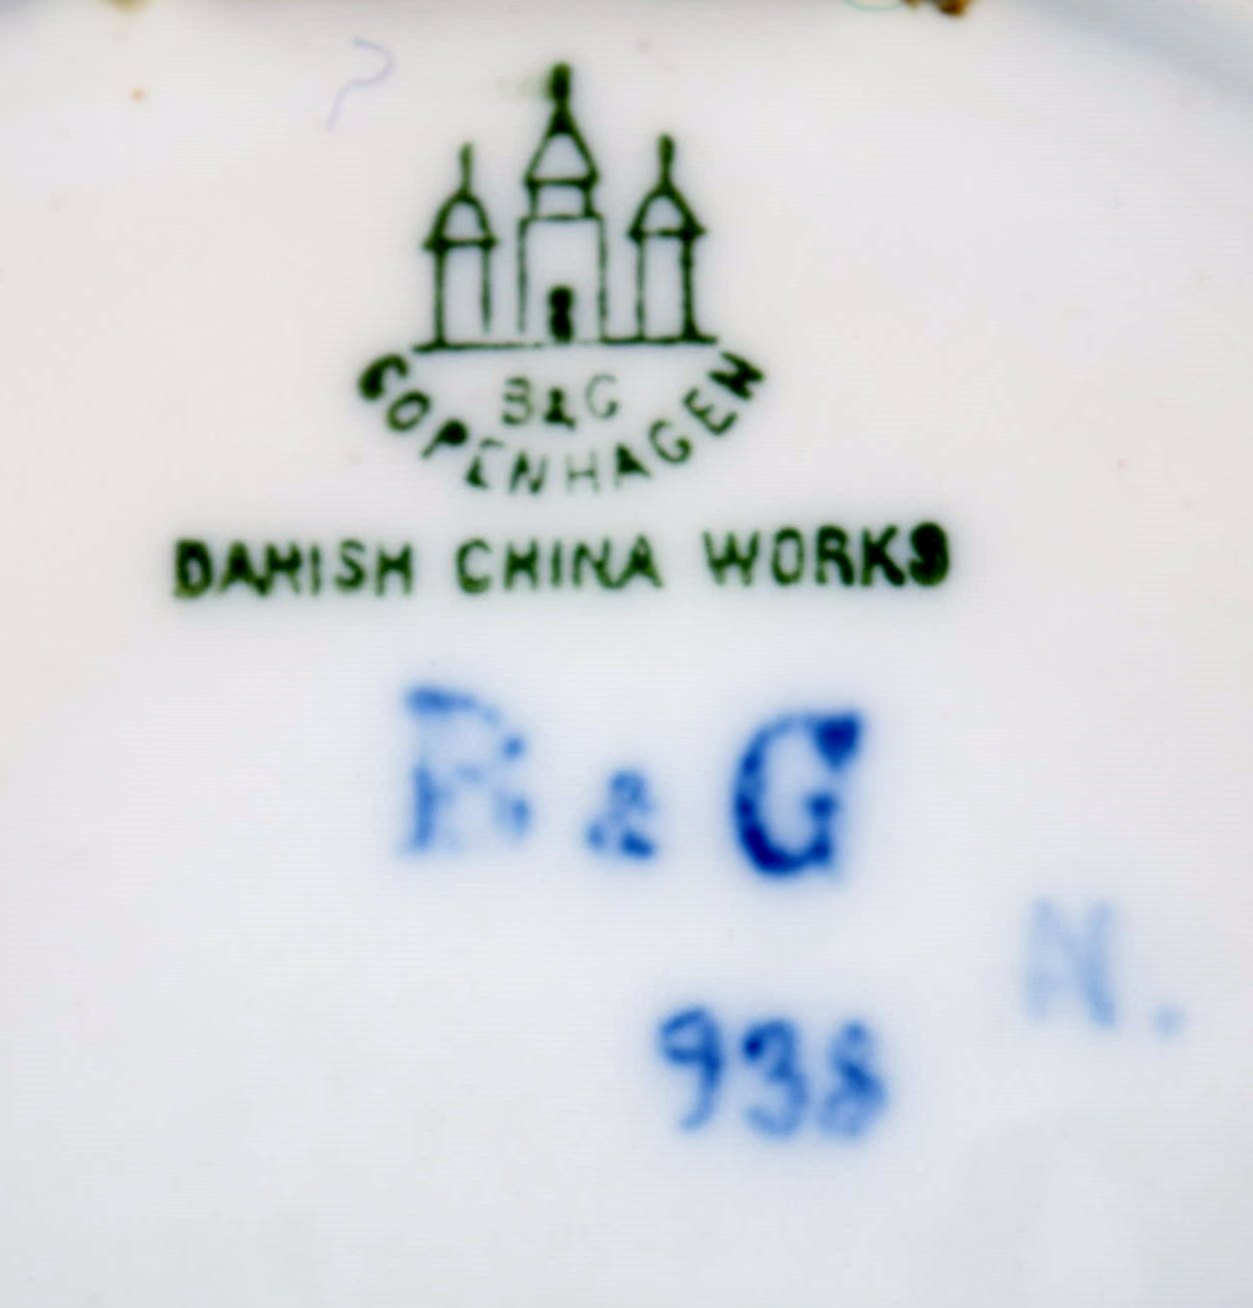 B&G
COPENHAGEN
DANISH CHINA WORKS
B & G
N.
938